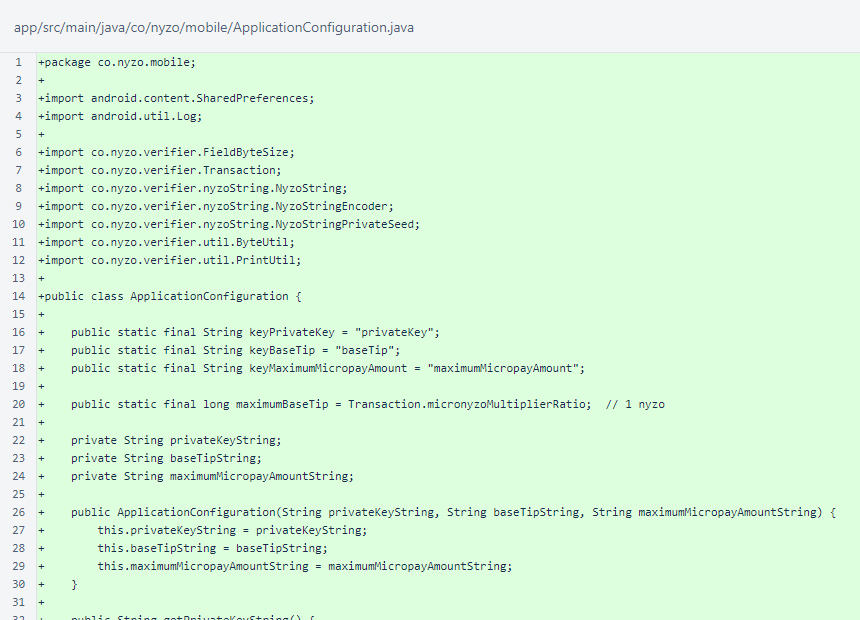 app/src/main/java/co/nyzo/mobile/ApplicationConfiguration.java
1 +package co.nyzo.mobile;
2 +
3 +import android.content.SharedPreferences;
4 +import android.util.Log;
5 +
6 +import co.nyzo.verifier.FieldByteSize;
7 +import co.nyzo.verifier.Transaction;
8 +import co.nyzo.verifier.nyzoString.NyzoString;
9 +import co.nyzo.verifier.nyzoString.NyzoStringEncoder;
10 +import co.nyzo.verifier.nyzoString.NyzoStringPrivateSeed;
11 +import co.nyzo.verifier.util.ByteUtil;
12 +import co.nyzo.verifier.util.PrintUtil;
13 +
14 +public class ApplicationConfiguration {
15 +
16 +    public static final String keyPrivateKey = "privateKey";
17 +    public static final String keyBaseTip = "baseTip";
18 +    public static final String keyMaximumMicropayAmount = "maximumMicropayAmount";
19 +
20 +    public static final long maximumBaseTip = Transaction.micronyzoMultiplierRatio;  // 1 nyzo
21 +
22 +    private String privateKeyString;
23 +    private String baseTipString;
24 +    private String maximumMicropayAmountString;
25 +
26 +    public ApplicationConfiguration(String privateKeyString, String baseTipString, String maximumMicropayAmountString) {
27 +        this.privateKeyString = privateKeyString;
28 +        this.baseTipString = baseTipString;
29 +        this.maximumMicropayAmountString = maximumMicropayAmountString;
30 +    }
31 +
32 +    public String getPrivateKeyString() {